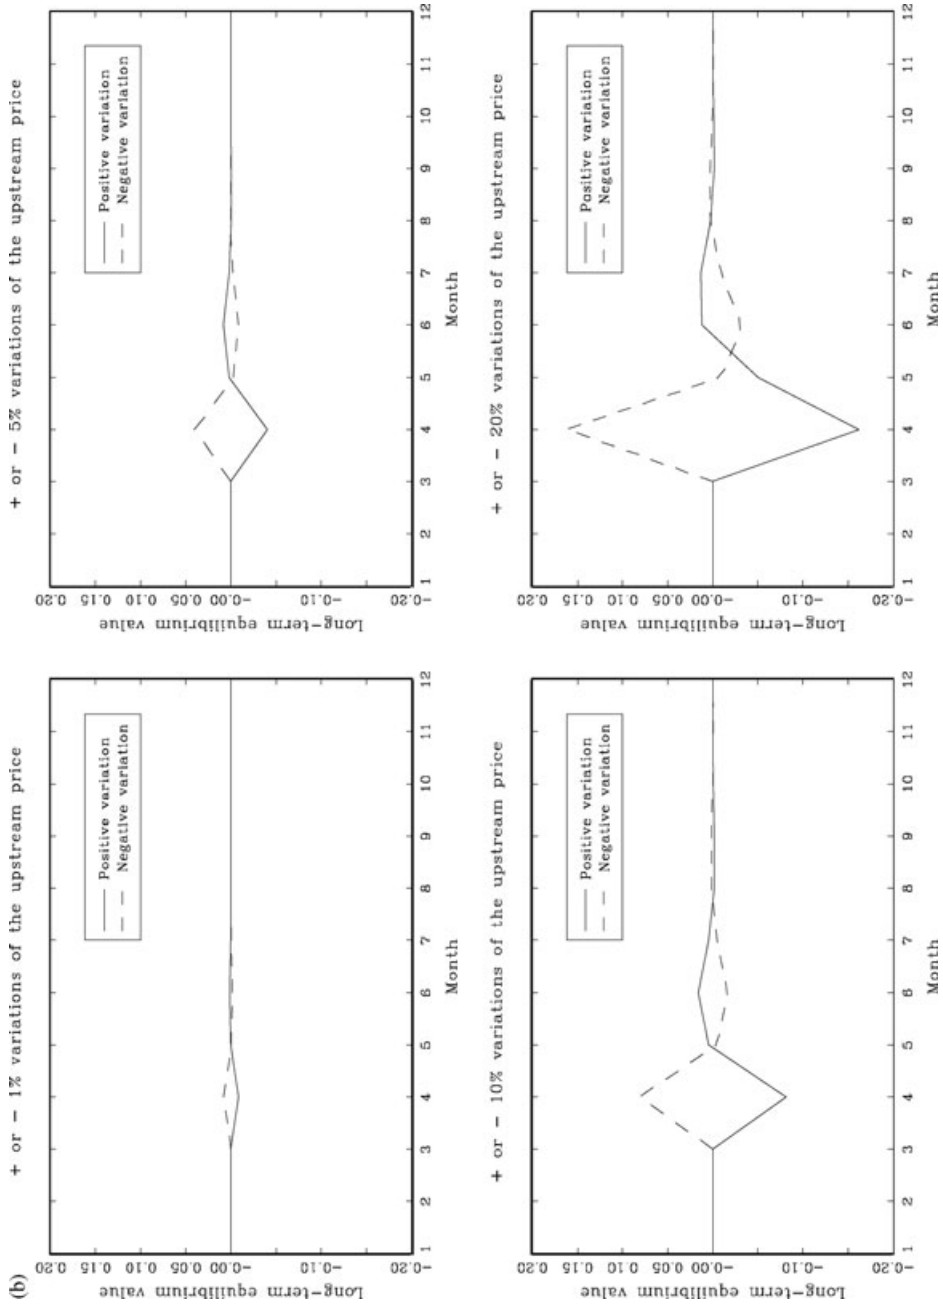 (b)
+ or − 1% variations of the upstream price
Positive variation
Negative variation
Long-term equilibrium value
0.20
0.15
0.10
0.05
−0.00
−0.10
−0.20
1 2 3 4 5 6 7 8 9 10 11 12
Month
+ or − 5% variations of the upstream price
Positive variation
Negative variation
Long-term equilibrium value
0.20
0.15
0.10
0.05
−0.00
−0.10
−0.20
1 2 3 4 5 6 7 8 9 10 11 12
Month
+ or − 10% variations of the upstream price
Positive variation
Negative variation
Long-term equilibrium value
0.20
0.15
0.10
0.05
−0.00
−0.10
−0.20
1 2 3 4 5 6 7 8 9 10 11 12
Month
+ or − 20% variations of the upstream price
Positive variation
Negative variation
Long-term equilibrium value
0.20
0.15
0.10
0.05
−0.00
−0.10
−0.20
1 2 3 4 5 6 7 8 9 10 11 12
Month